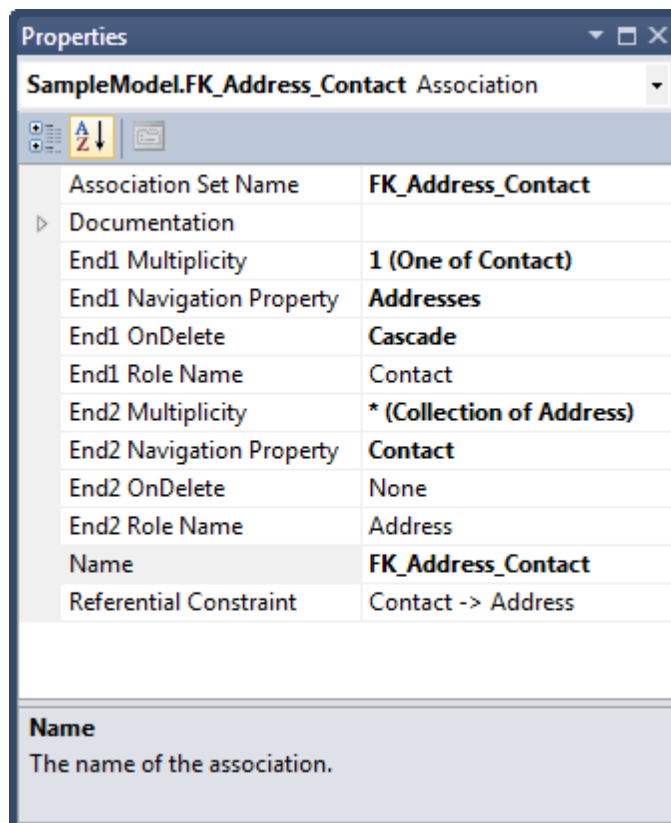 Properties
SampleModel.FK_Address_Contact Association
A
Z
Association Set Name FK_Address_Contact
Documentation
End1 Multiplicity 1 (One of Contact)
End1 Navigation Property Addresses
End1 OnDelete Cascade
End1 Role Name Contact
End2 Multiplicity * (Collection of Address)
End2 Navigation Property Contact
End2 OnDelete None
End2 Role Name Address
Name FK_Address_Contact
Referential Constraint Contact -> Address
Name
The name of the association.